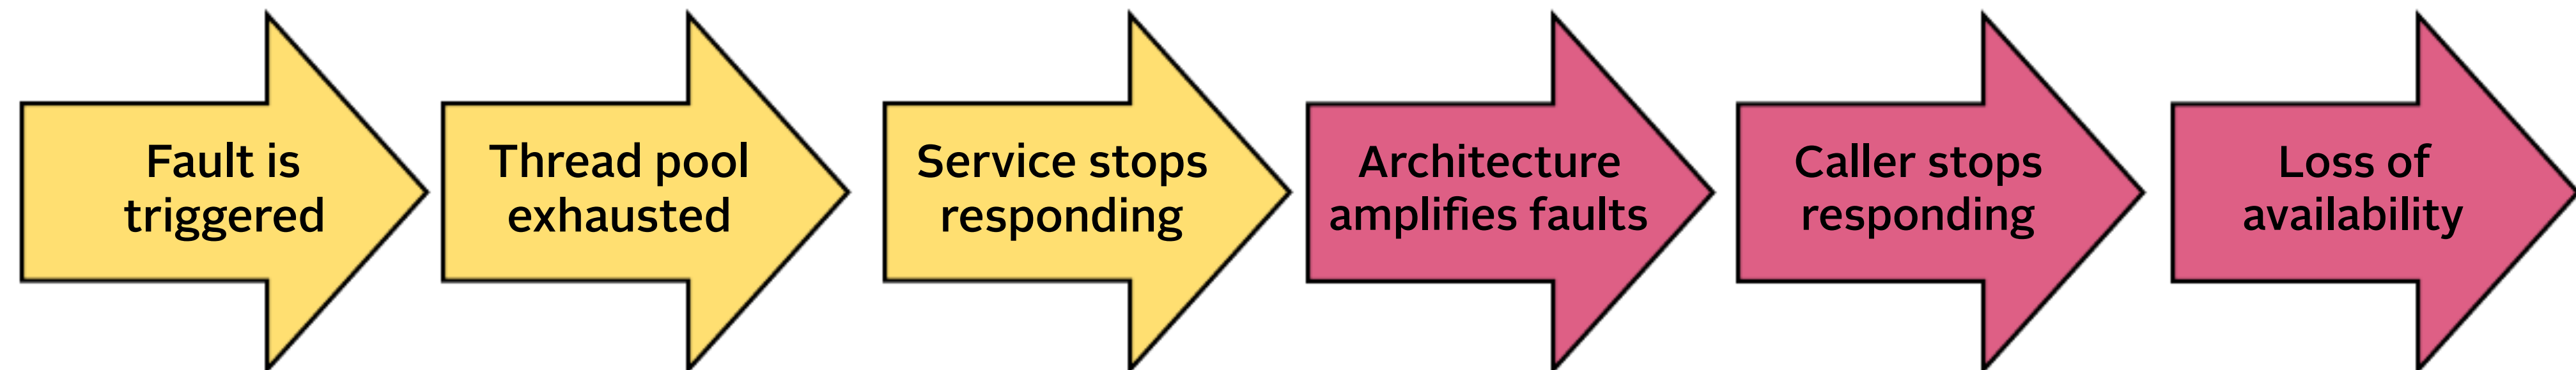 Fault is
triggered
Thread pool
exhausted
Service stops
responding
Architecture
amplifies faults
Caller stops
responding
Loss of
availability